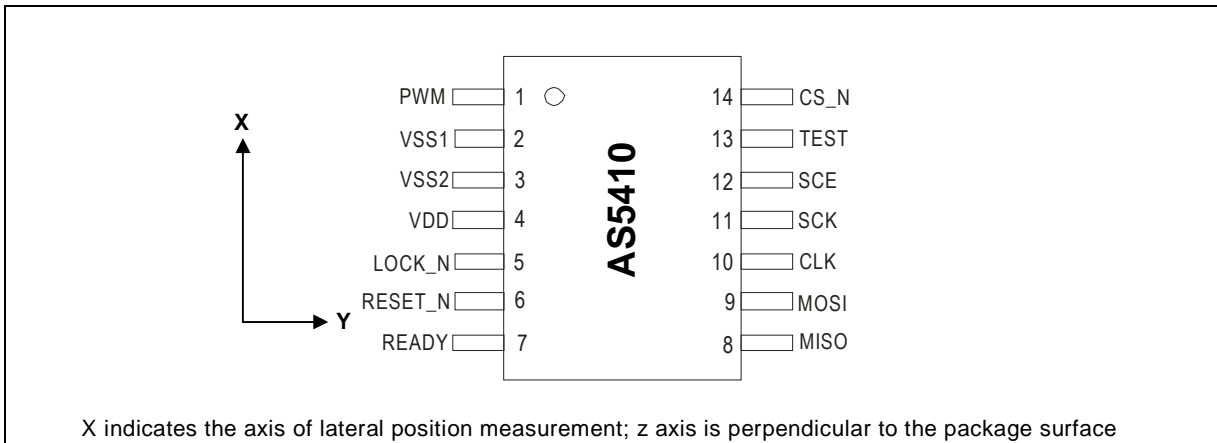 PWM 1 14 CS_N
X
VSS1 2 13 TEST
VSS2 3 12 SCE
VDD 4 11 SCK
LOCK_N 5 10 CLK
RESET_N 6 9 MOSI
Y
READY 7 8 MISO
AS5410
X indicates the axis of lateral position measurement; z axis is perpendicular to the package surface